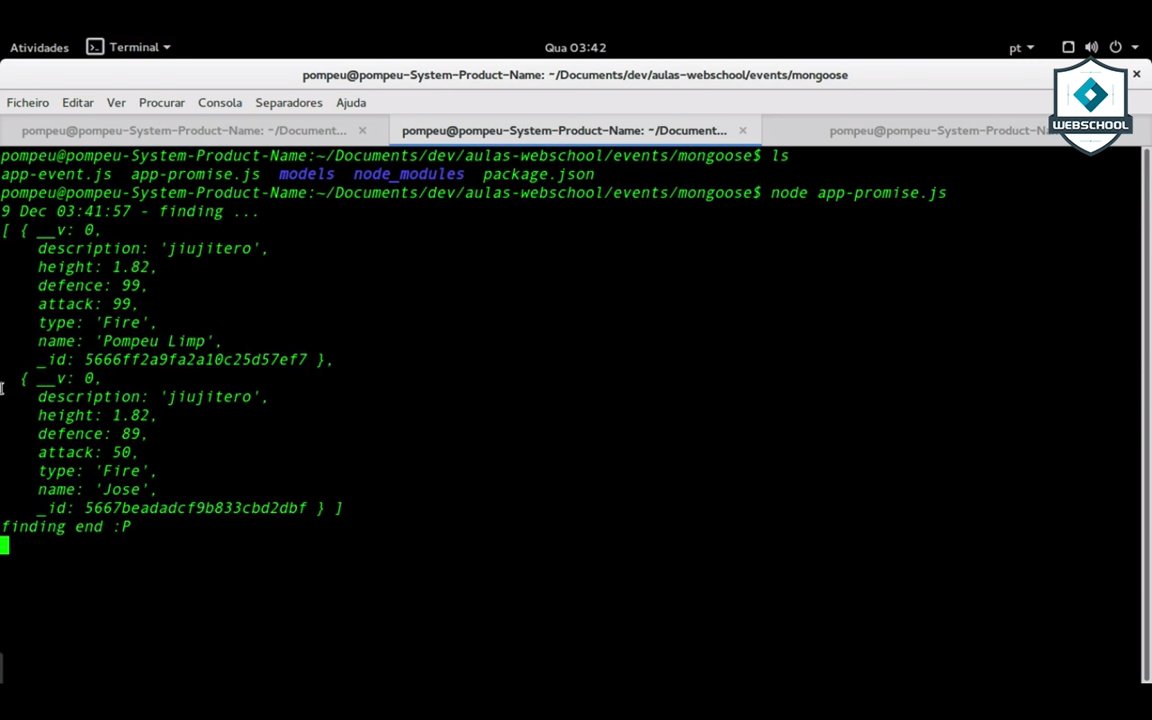 Atividades Terminal Qua 03:42 pt
pompeu@pompeu-System-Product-Name: ~/Documents/dev/aulas-webschool/events/mongoose
Ficheiro Editar Ver Procurar Consola Separadores Ajuda
WEBSCHOOL
pompeu@pompeu-System-Product-Name: ~/Document... pompeu@pompeu-System-Product-Name: ~/Document... pompeu@pompeu-System-Product-Na
pompeu@pompeu-System-Product-Name:~/Documents/dev/aulas-webschool/events/mongoose$ ls
app-event.js app-promise.js models node_modules package.json
pompeu@pompeu-System-Product-Name:~/Documents/dev/aulas-webschool/events/mongoose$ node app-promise.js
9 Dec 03:41:57 - finding ...
[ { __v: 0,
description: 'jiujitero',
height: 1.82,
defence: 99,
attack: 99,
type: 'Fire',
name: 'Pompeu Limp',
_id: 5666ff2a9fa2a10c25d57ef7 },
{ __v: 0,
description: 'jiujitero',
height: 1.82,
defence: 89,
attack: 50,
type: 'Fire',
name: 'Jose',
_id: 5667beadadcf9b833cbd2dbf } ]
finding end :P